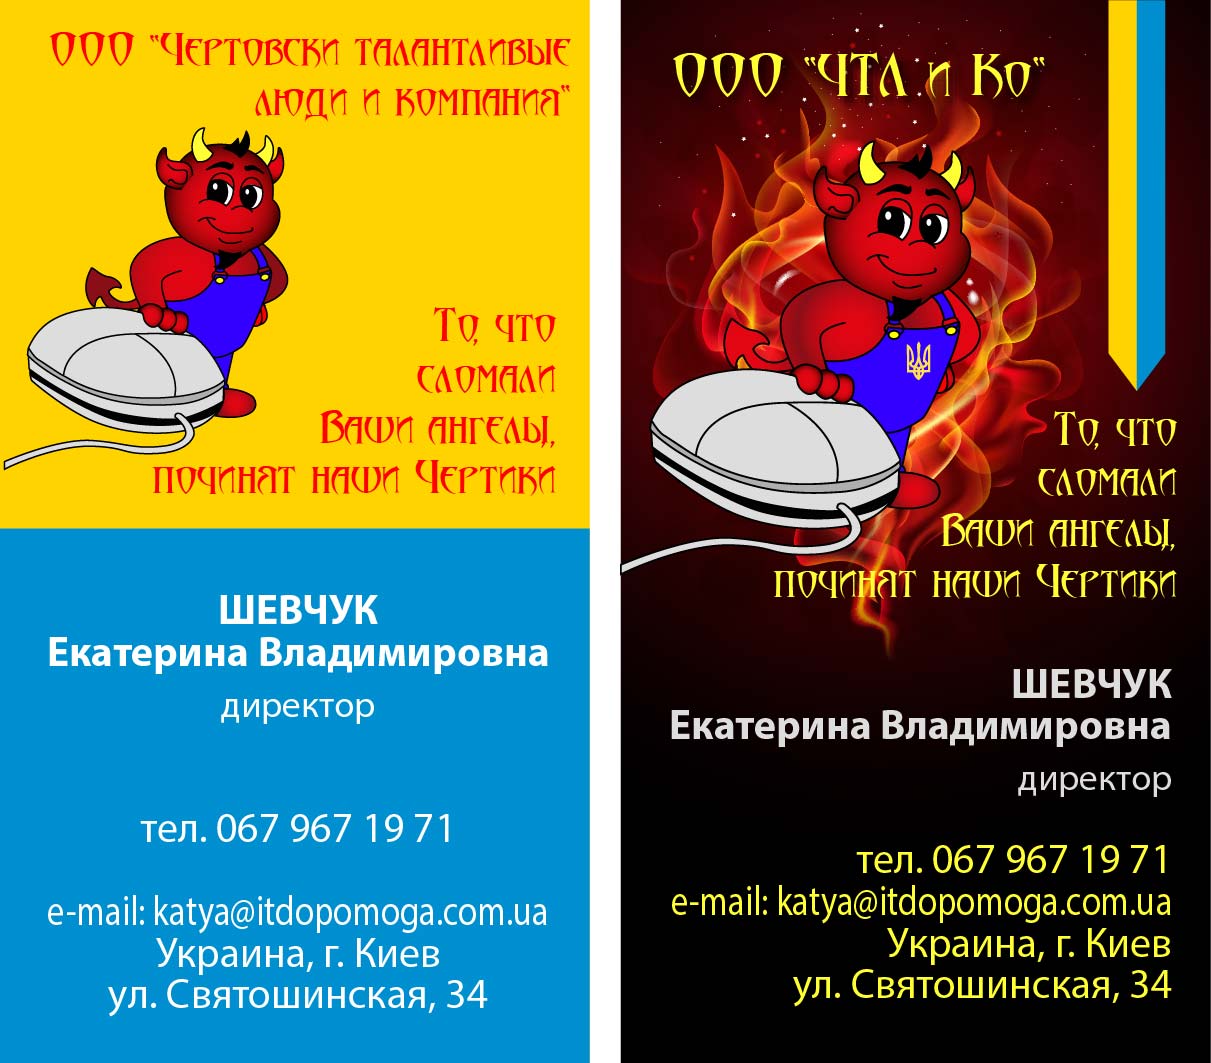 ООО "Чертовски талантливые
люди и компания"
То, что
сломали
Ваши ангелы,
починят наши Чертики
ШЕВЧУК
Екатерина Владимировна
директор
тел. 067 967 19 71
e-mail: katya@itdopomoga.com.ua
Украина, г. Киев
ул. Святошинская, 34
ООО "ЧТЛ и Ко"
То, что
сломали
Ваши ангелы,
починят наши Чертики
ШЕВЧУК
Екатерина Владимировна
директор
тел. 067 967 19 71
e-mail: katya@itdopomoga.com.ua
Украина, г. Киев
ул. Святошинская, 34